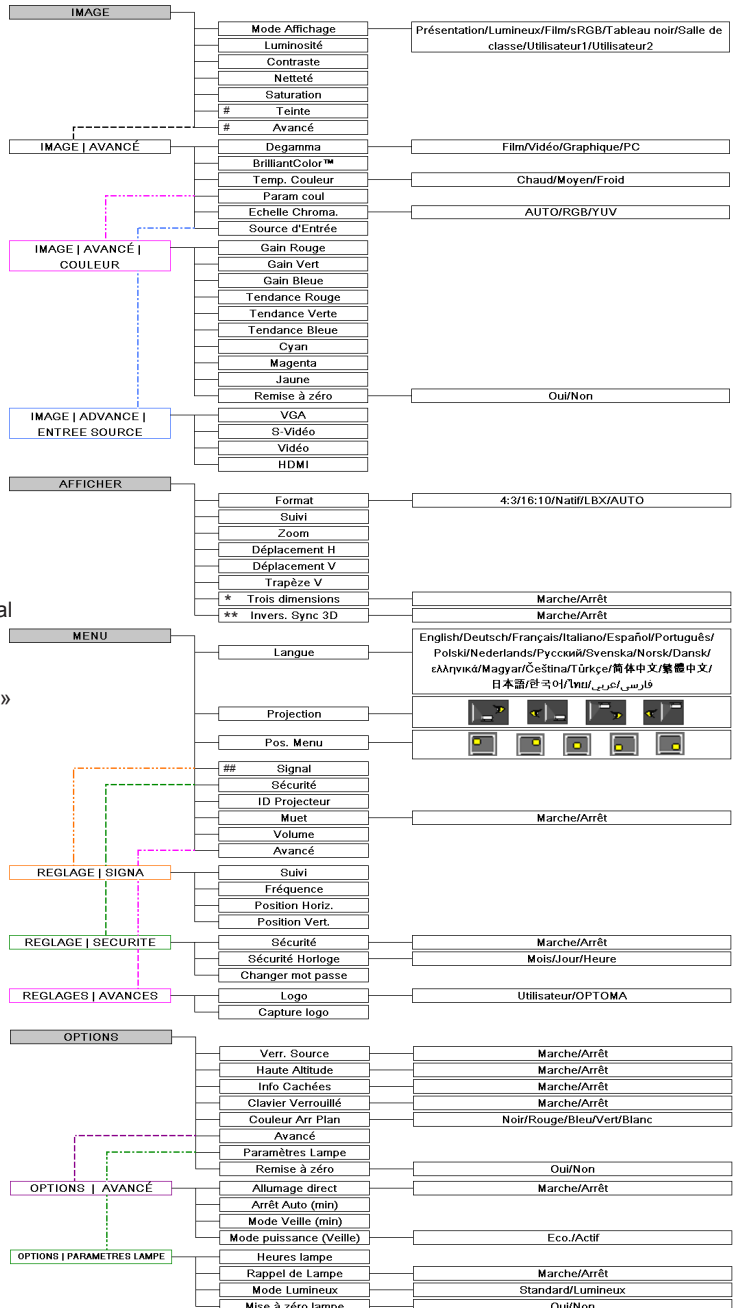 IMAGE
Mode Affichage
Présentation/Lumineux/Film/sRGB/Tableau noir/Salle de
classe/Utilisateur1/Utilisateur2
Luminosité
Contraste
Netteté
Saturation
# Teinte
# Avancé
IMAGE | AVANCÉ
Degamma
Film/Vidéo/Graphique/PC
BrilliantColor™
Temp. Couleur
Chaud/Moyen/Froid
Param coul
Echelle Chroma.
AUTO/RGB/YUV
Source d'Entrée
IMAGE | AVANCÉ |
COULEUR
Gain Rouge
Gain Vert
Gain Bleue
Tendance Rouge
Tendance Verte
Tendance Bleue
Cyan
Magenta
Jaune
Remise à zéro
Oui/Non
IMAGE | ADVANCE |
ENTREE SOURCE
VGA
S-Vidéo
Vidéo
HDMI
AFFICHER
Format
4:3/16:10/Natif/LBX/AUTO
Suivi
Zoom
Déplacement H
Déplacement V
Trapèze V
* Trois dimensions
Marche/Arrêt
al
** Invers. Sync 3D
Marche/Arrêt
MENU
Langue
English/Deutsch/Français/Italiano/Español/Português/
Polski/Nederlands/Русский/Svenska/Norsk/Dansk/
ελληνικά/Magyar/Čeština/Türkçe/简体中文/繁體中文/
日本語/한국어/ไทย/عربي/فارسی
»
Projection
Pos. Menu
## Signal
Sécurité
ID Projecteur
Muet
Marche/Arrêt
Volume
Avancé
REGLAGE | SIGNA
Suivi
Fréquence
Position Horiz.
Position Vert.
REGLAGE | SECURITE
Sécurité
Marche/Arrêt
Sécurité Horloge
Mois/Jour/Heure
Changer mot passe
REGLAGES | AVANCES
Logo
Utilisateur/OPTOMA
Capture logo
OPTIONS
Verr. Source
Marche/Arrêt
Haute Altitude
Marche/Arrêt
Info Cachées
Marche/Arrêt
Clavier Verrouillé
Marche/Arrêt
Couleur Arr Plan
Noir/Rouge/Bleu/Vert/Blanc
Avancé
Paramètres Lampe
Remise à zéro
Oui/Non
OPTIONS | AVANCÉ
Allumage direct
Marche/Arrêt
Arrêt Auto (min)
Mode Veille (min)
Mode puissance (Veille)
Eco./Actif
OPTIONS | PARAMETRES LAMPE
Heures lampe
Rappel de Lampe
Marche/Arrêt
Mode Lumineux
Standard/Lumineux
Mise à zéro lampe
Oui/Non